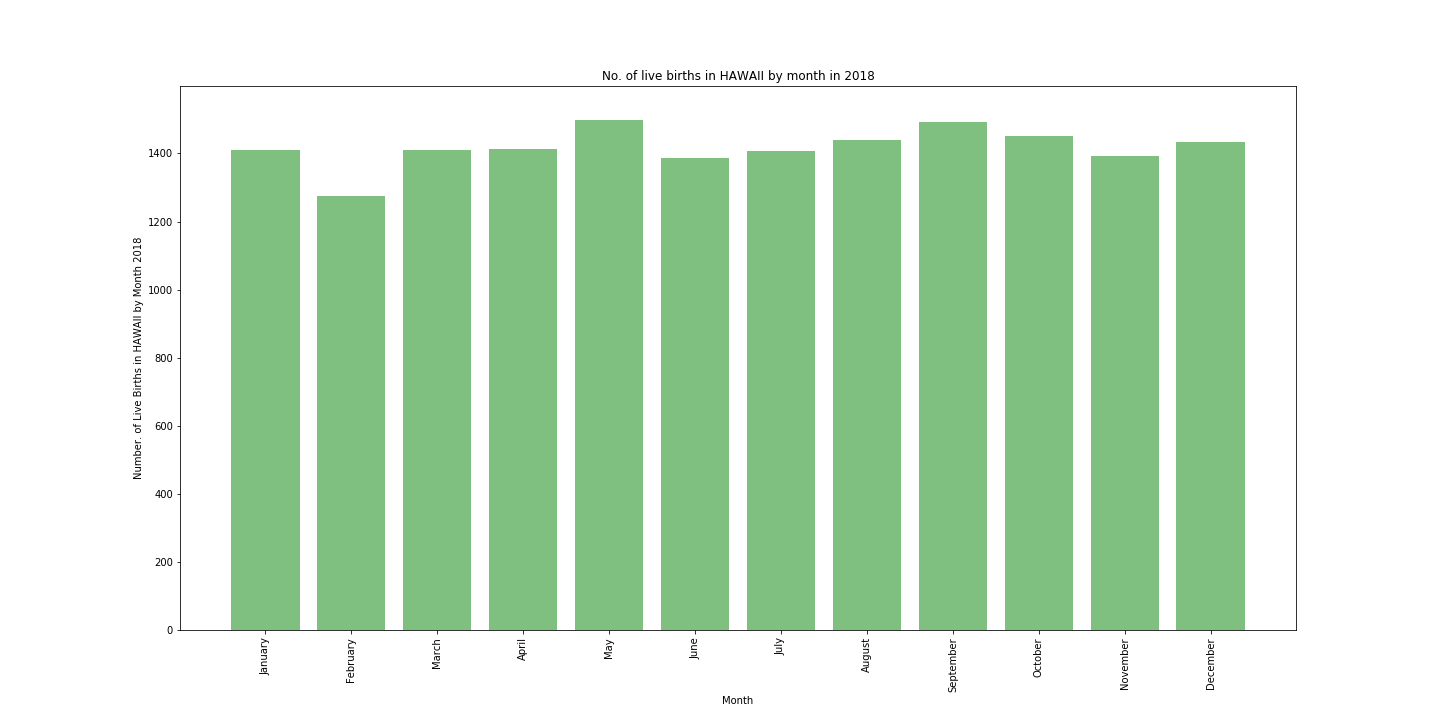 No. of live births in HAWAII by month in 2018
Number. of Live Births in HAWAII by Month 2018
1400
1200
1000
800
600
400
200
0
January
February
March
April
May
June
July
August
September
October
November
December
Month